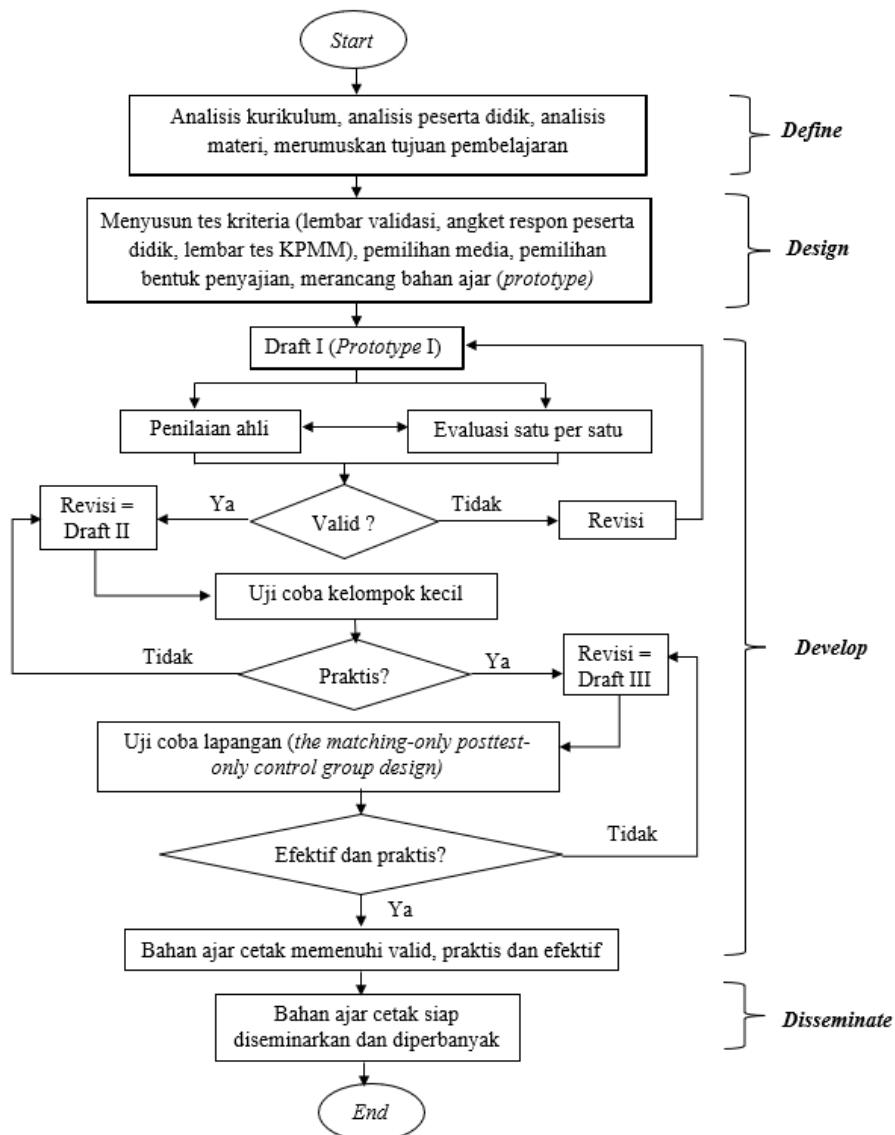 Start
Analisis kurikulum, analisis peserta didik, analisis
materi, merumuskan tujuan pembelajaran
Define
Menyusun tes kriteria (lembar validasi, angket respon peserta
didik, lembar tes KPMM), pemilihan media, pemilihan
bentuk penyajian, merancang bahan ajar (prototype)
Design
Draft I (Prototype I)
Penilaian ahli
Evaluasi satu per satu
Revisi =
Draft II
Ya
Valid ?
Tidak
Revisi
Uji coba kelompok kecil
Tidak
Praktis?
Ya
Revisi =
Draft III
Develop
Uji coba lapangan (the matching-only posttest-
only control group design)
Efektif dan praktis?
Tidak
Ya
Bahan ajar cetak memenuhi valid, praktis dan efektif
Bahan ajar cetak siap
diseminarkan dan diperbanyak
Disseminate
End